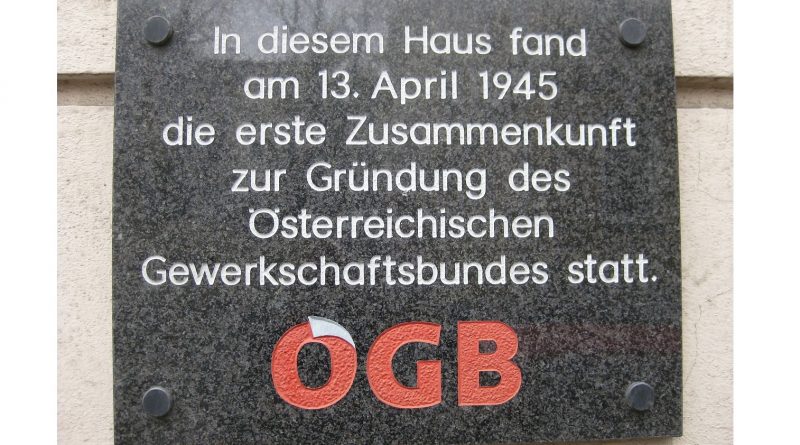 In diesem Haus fand
am 13. April 1945
die erste Zusammenkunft
zur Gründung des
Österreichischen
Gewerkschaftsbundes statt.
ÖGB